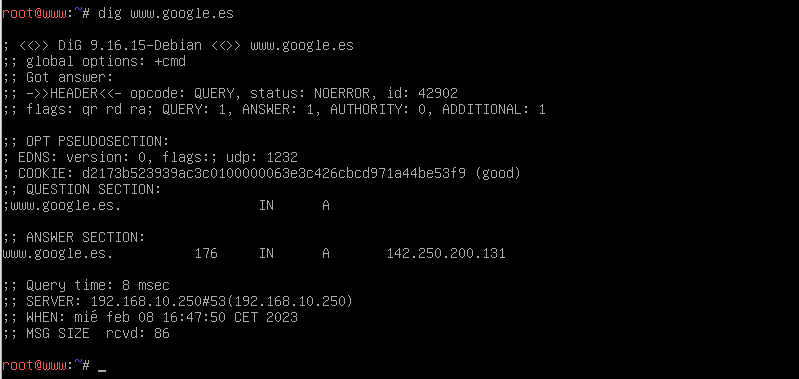 root@www:~# dig www.google.es

; <<>> DiG 9.16.15-Debian <<>> www.google.es
;; global options: +cmd
;; Got answer:
;; ->>HEADER<<- opcode: QUERY, status: NOERROR, id: 42902
;; flags: qr rd ra; QUERY: 1, ANSWER: 1, AUTHORITY: 0, ADDITIONAL: 1

;; OPT PSEUDOSECTION:
; EDNS: version: 0, flags:; udp: 1232
; COOKIE: d2173b523939ac3c0100000063e3c426cbcd971a44be53f9 (good)
;; QUESTION SECTION:
;www.google.es.                 IN      A

;; ANSWER SECTION:
www.google.es.          176     IN      A       142.250.200.131

;; Query time: 8 msec
;; SERVER: 192.168.10.250#53(192.168.10.250)
;; WHEN: mié feb 08 16:47:50 CET 2023
;; MSG SIZE  rcvd: 86

root@www:~# _